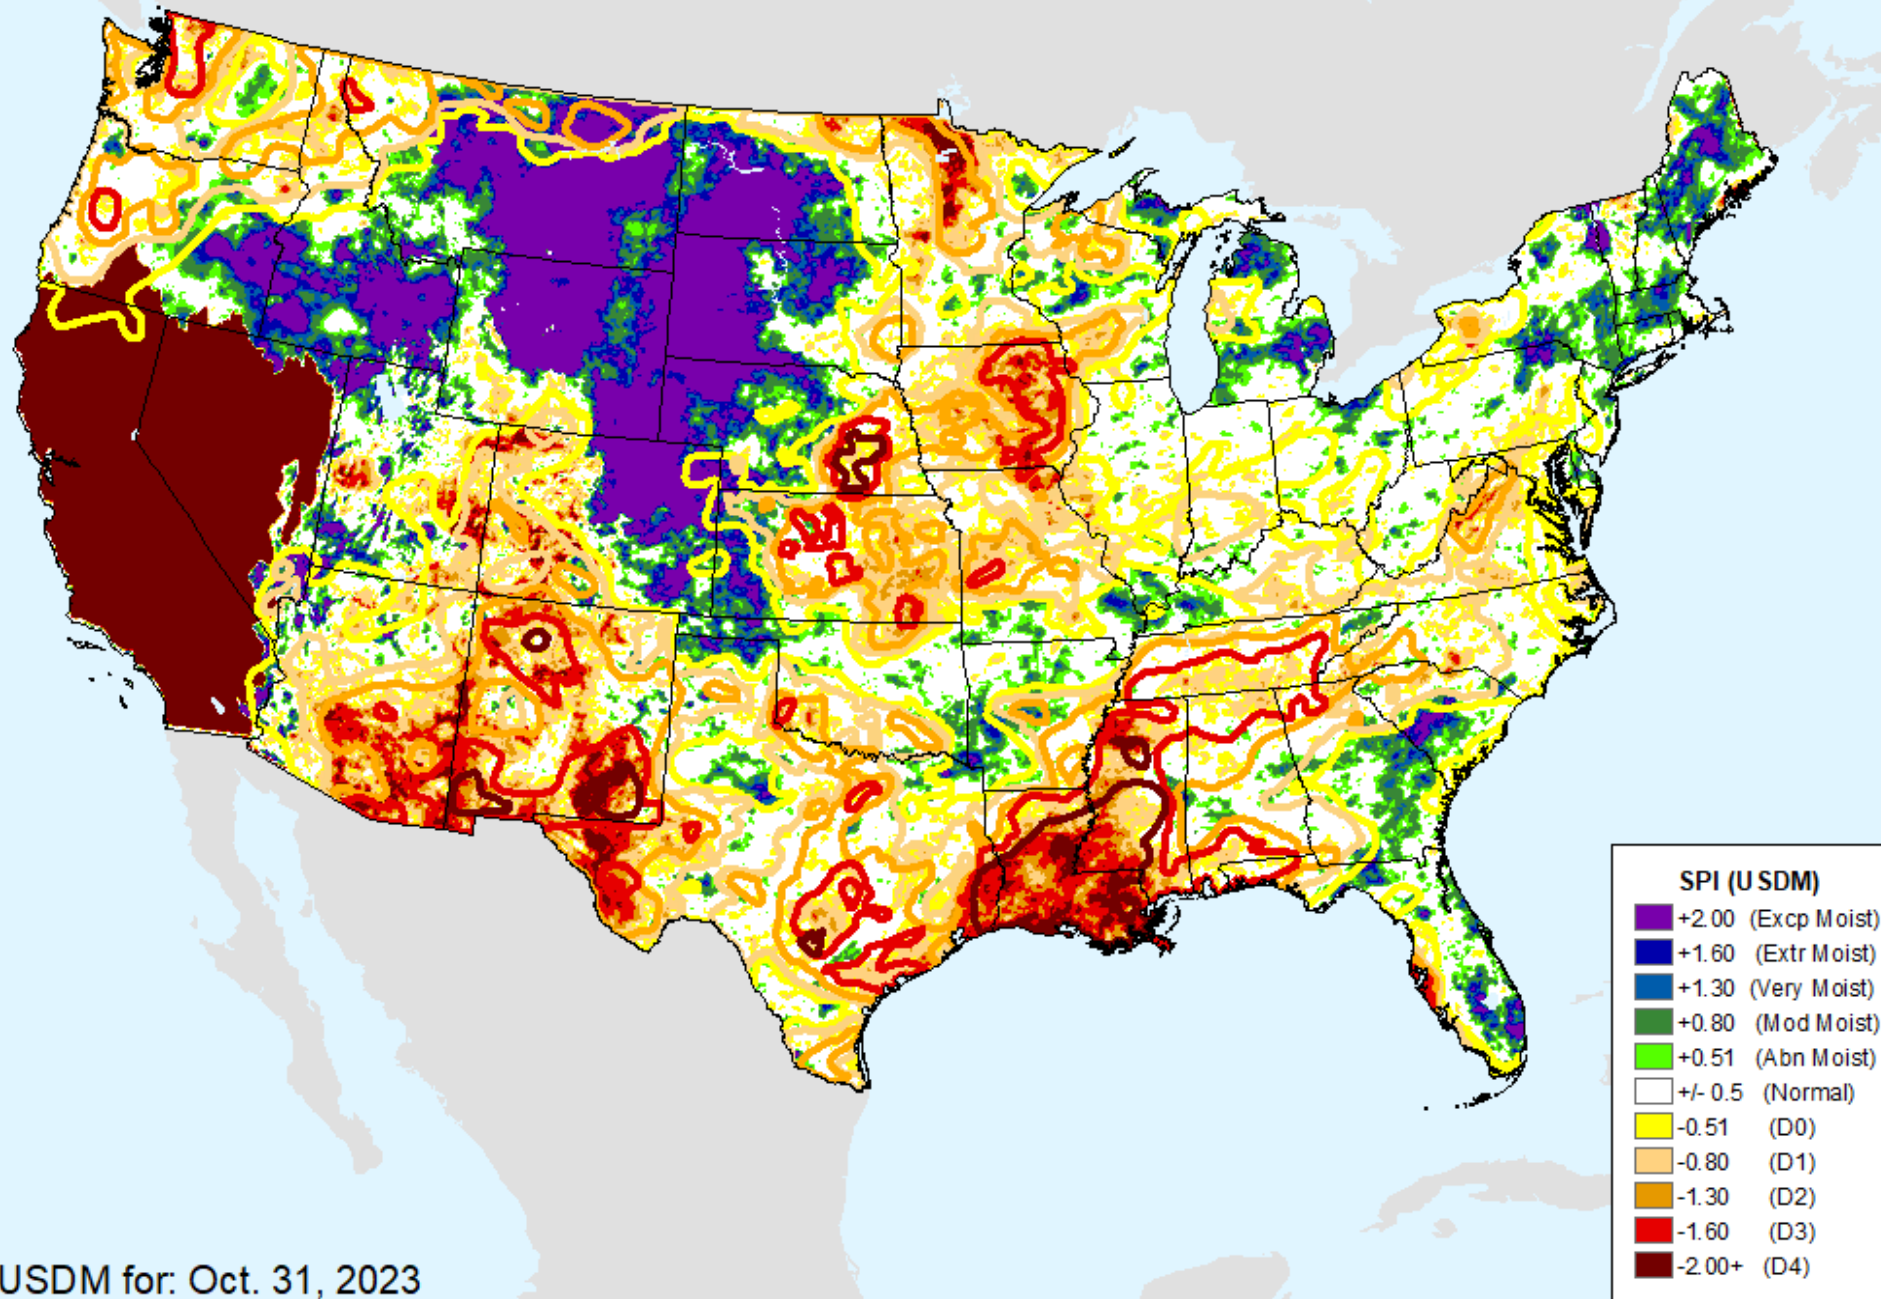 SPI (USDM)
+2.00 (Excp Moist)
+1.60 (Extr Moist)
+1.30 (Very Moist)
+0.80 (Mod Moist)
+0.51 (Abn Moist)
+/- 0.5 (Normal)
-0.51 (D0)
-0.80 (D1)
-1.30 (D2)
-1.60 (D3)
-2.00+ (D4)
USDM for: Oct. 31, 2023